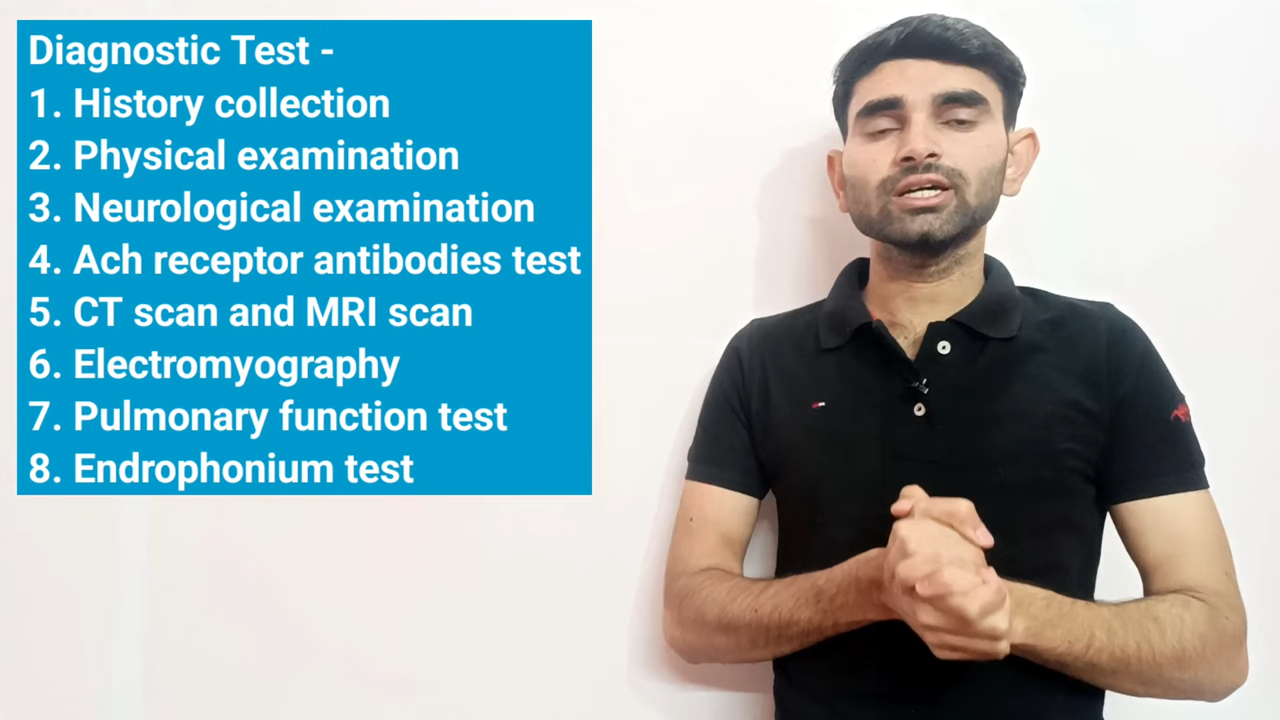 Diagnostic Test -
1. History collection
2. Physical examination
3. Neurological examination
4. Ach receptor antibodies test
5. CT scan and MRI scan
6. Electromyography
7. Pulmonary function test
8. Endrophonium test